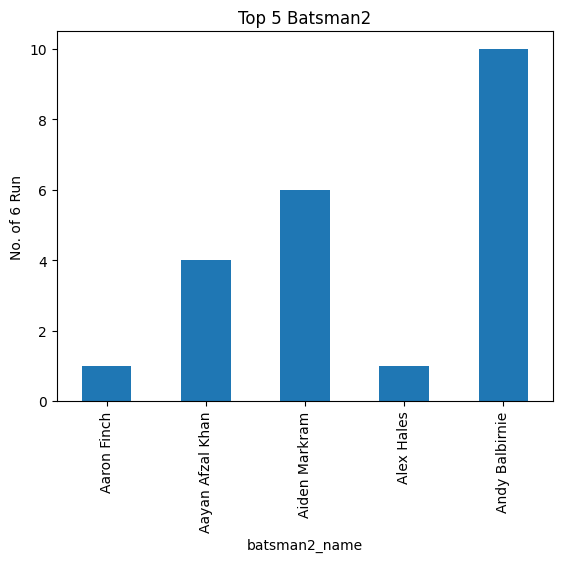 Top 5 Batsman2
No. of 6 Run
10
8
6
4
2
0
Aaron Finch
Aayan Afzal Khan
Aiden Markram
Alex Hales
Andy Balbirnie
batsman2_name